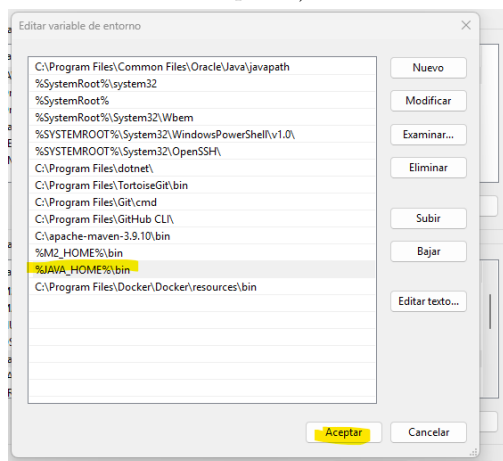 Editar variable de entorno
C:\Program Files\Common Files\Oracle\Java\javapath
Nuevo
%SystemRoot%\system32
%SystemRoot%
Modificar
%SystemRoot%\System32\Wbem
%SYSTEMROOT%\System32\WindowsPowerShell\v1.0\
Examinar...
%SYSTEMROOT%\System32\OpenSSH\
C:\Program Files\dotnet\
Eliminar
C:\Program Files\TortoiseGit\bin
C:\Program Files\Git\cmd
C:\Program Files\GitHub CLI\
Subir
C:\apache-maven-3.9.10\bin
%M2_HOME%\bin
Bajar
%JAVA_HOME%\bin
C:\Program Files\Docker\Docker\resources\bin
Editar texto...
Aceptar
Cancelar